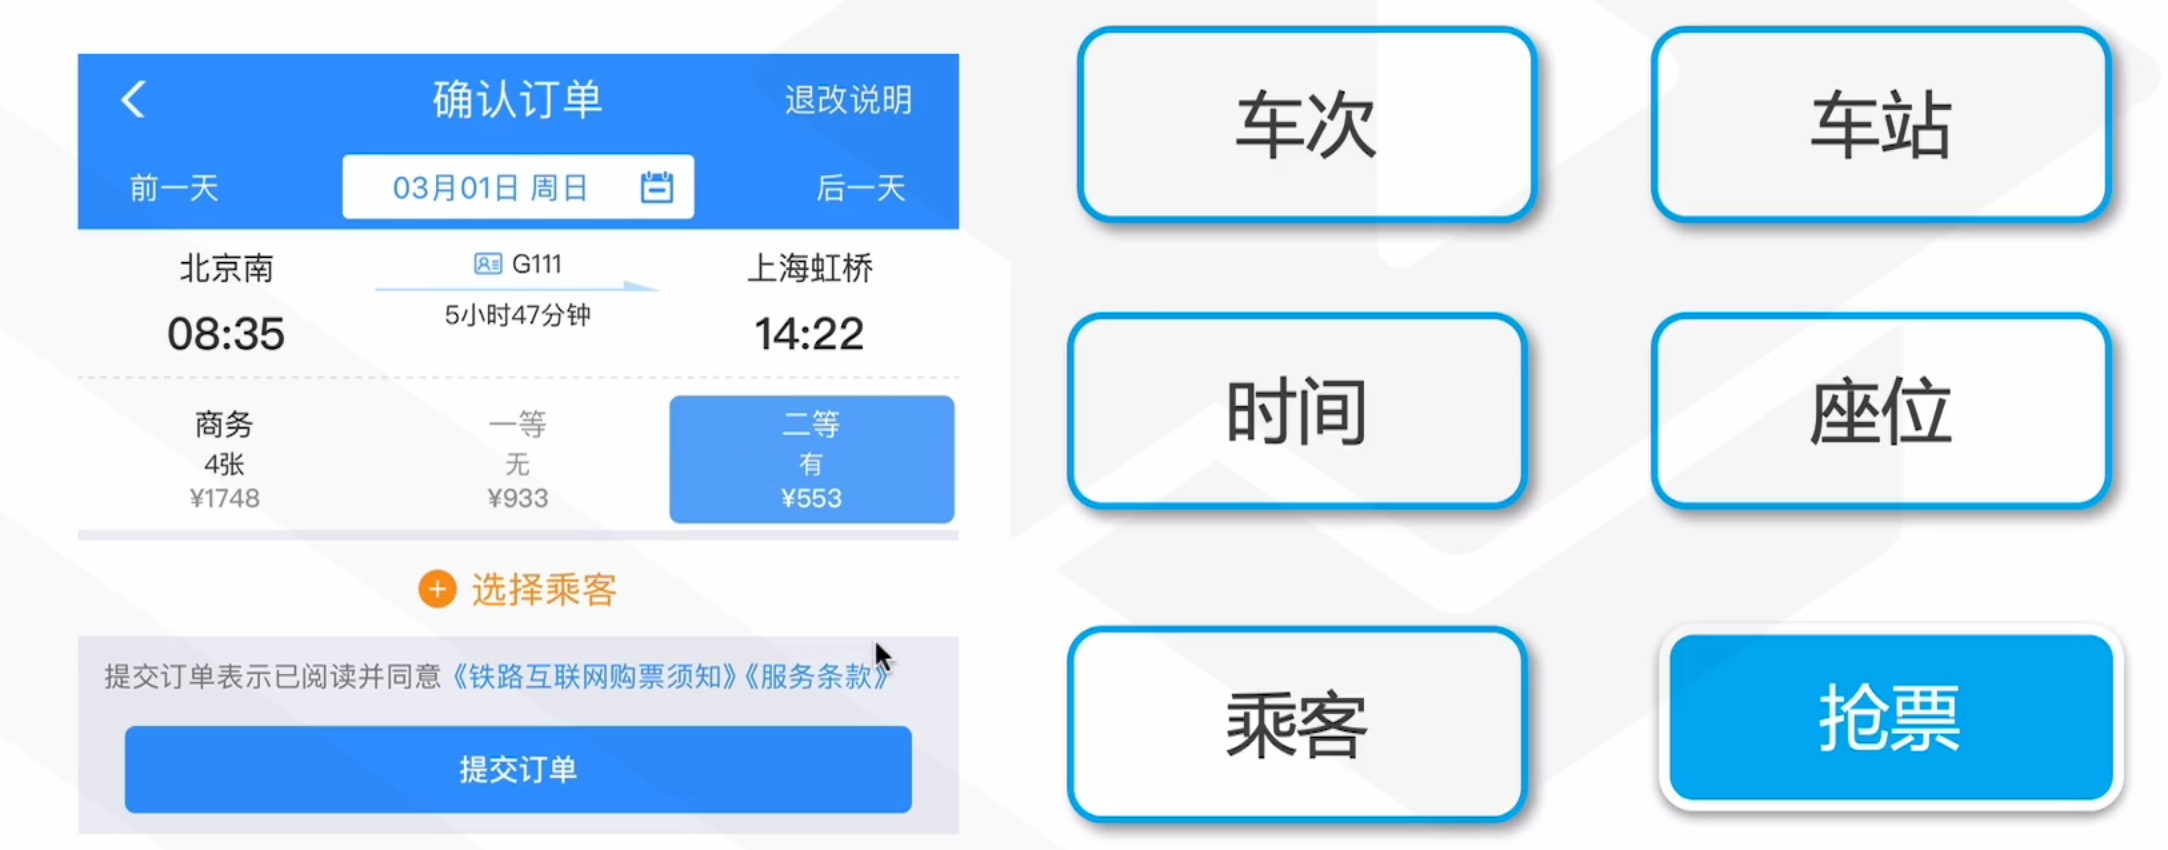 确认订单
退改说明
前一天
03月01日 周日
后一天
北京南
G111
上海虹桥
08:35
5小时47分钟
14:22
商务
4张
¥1748
一等
无
¥933
二等
有
¥553
选择乘客
提交订单表示已阅读并同意《铁路互联网购票须知》《服务条款》
提交订单
车次
车站
时间
座位
乘客
抢票